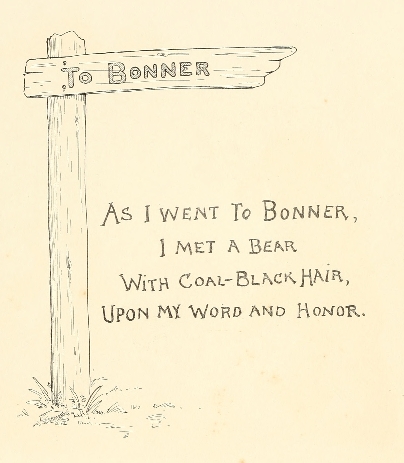 To BONNER
AS I WENT To BONNER,
I MET A BEAR
WITH COAL-BLACK HAIR,
UPON MY WORD AND HONOR.